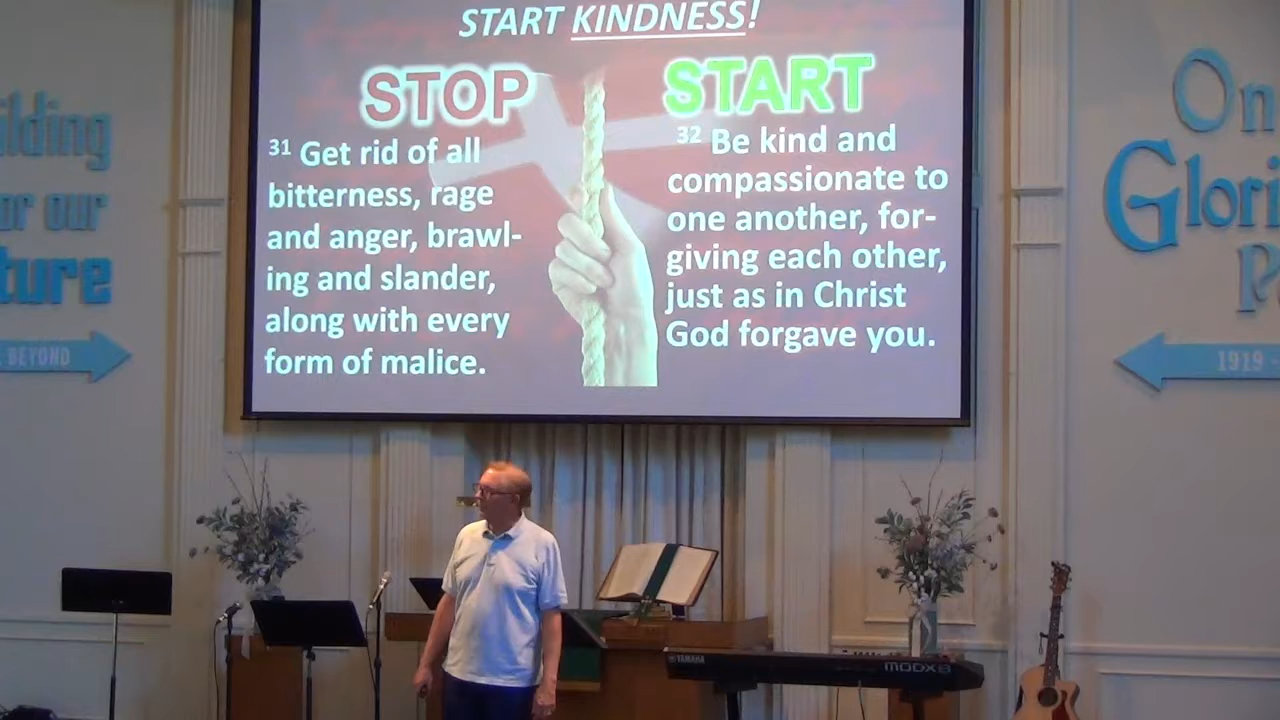 START KINDNESS!
STOP
31 Get rid of all
bitterness, rage
and anger, brawl-
ing and slander,
along with every
form of malice.
START
32 Be kind and
compassionate to
one another, for-
giving each other,
just as in Christ
God forgave you.
ilding
or our
ture
BEYOND
On
Glori
P
1919 -
YAMAHA
MODX8